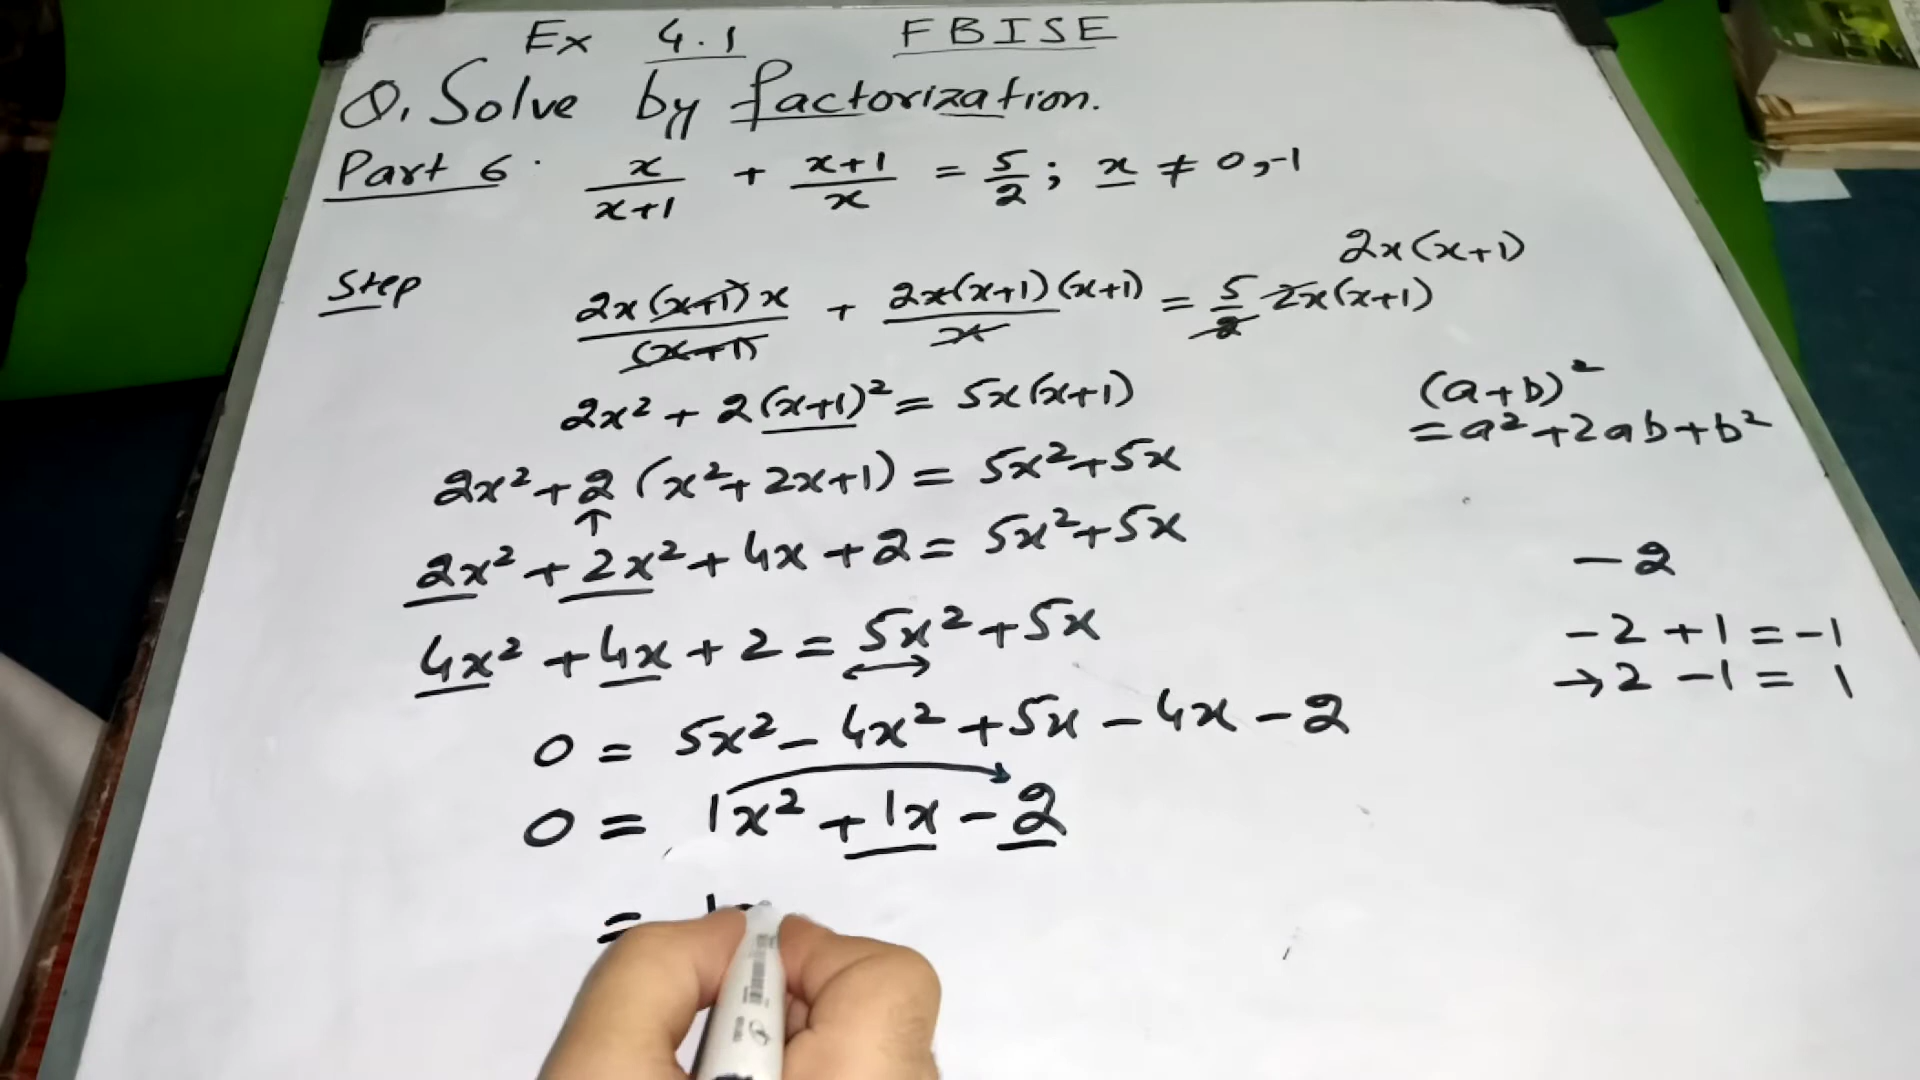 Ex 4.1 FBISE
Q. Solve by factorization.
Part 6 x/(x+1) + (x+1)/x = 5/2 ; x ≠ 0, -1
2x(x+1)
Step 2x(x+1)x/(x+1) + 2x(x+1)(x+1)/x = 5/2 2x(x+1)
2x² + 2(x+1)² = 5x(x+1)
(a+b)²
= a²+2ab+b²
2x² + 2 (x²+2x+1) = 5x²+5x
↑
2x² + 2x² + 4x + 2 = 5x²+5x
-2
4x² + 4x + 2 = 5x² + 5x
-2 +1 = -1
→ 2 -1 = 1
0 = 5x² - 4x² + 5x - 4x - 2
0 = 1x² + 1x - 2
=